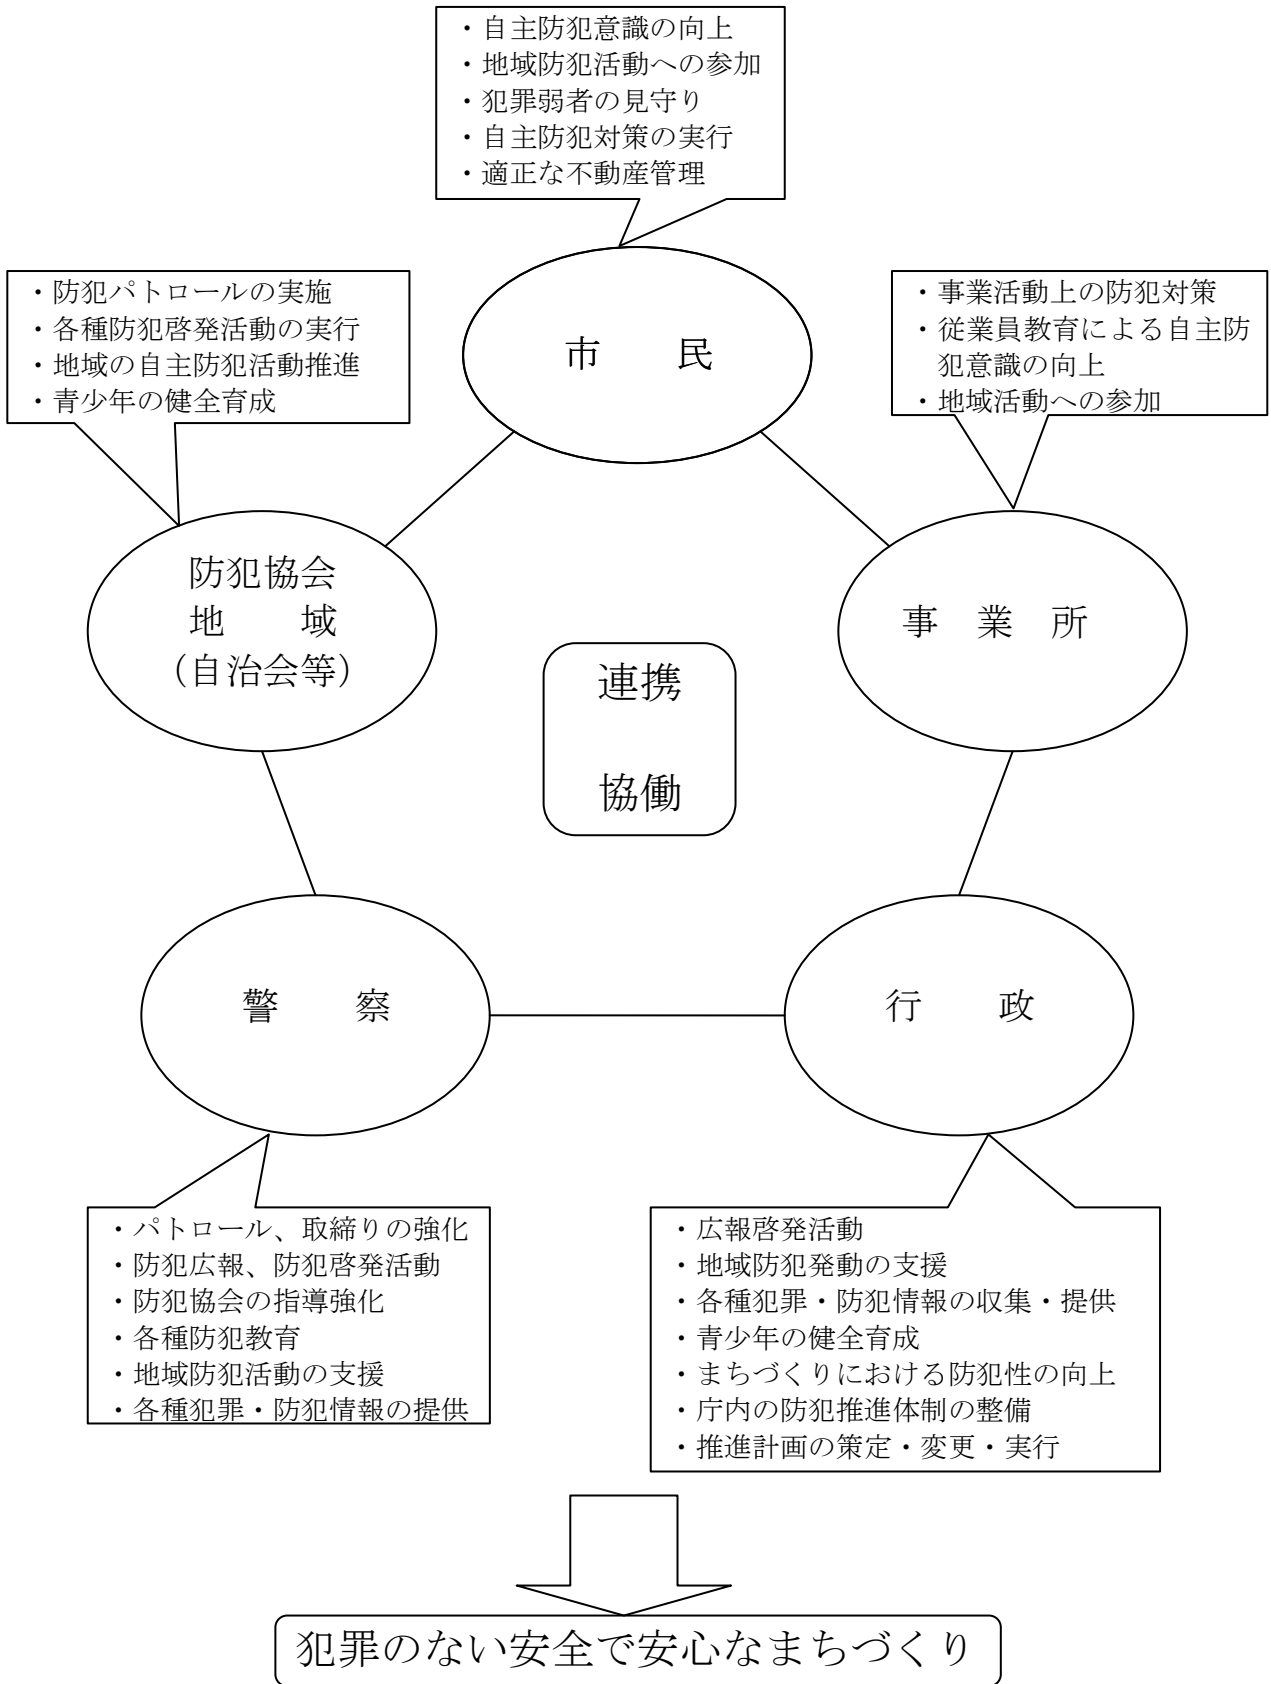 ・自主防犯意識の向上
・地域防犯活動への参加
・犯罪弱者の見守り
・自主防犯対策の実行
・適正な不動産管理
市　　民
・防犯パトロールの実施
・各種防犯啓発活動の実行
・地域の自主防犯活動推進
・青少年の健全育成
・事業活動上の防犯対策
・従業員教育による自主防
犯意識の向上
・地域活動への参加
防犯協会
地　　域
（自治会等）
事　業　所
連携
協働
警　　察
行　　政
・パトロール、取締りの強化
・防犯広報、防犯啓発活動
・防犯協会の指導強化
・各種防犯教育
・地域防犯活動の支援
・各種犯罪・防犯情報の提供
・広報啓発活動
・地域防犯発動の支援
・各種犯罪・防犯情報の収集・提供
・青少年の健全育成
・まちづくりにおける防犯性の向上
・庁内の防犯推進体制の整備
・推進計画の策定・変更・実行
犯罪のない安全で安心なまちづくり